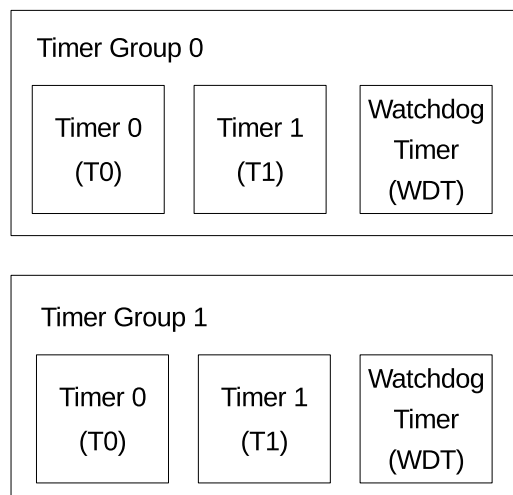 Timer Group 0
Timer 0
(T0)
Timer 1
(T1)
Watchdog
Timer
(WDT)
Timer Group 1
Timer 0
(T0)
Timer 1
(T1)
Watchdog
Timer
(WDT)